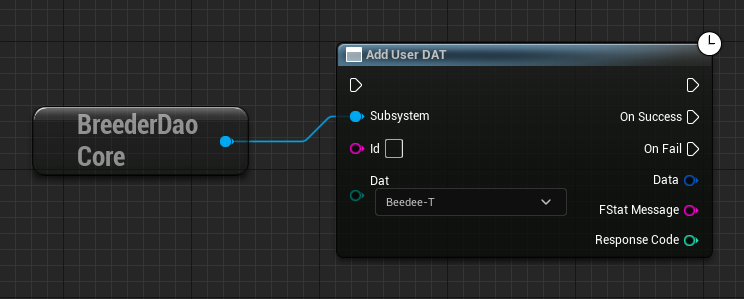 Add User DAT
BreederDao
Core
Subsystem
Id
Dat
Beedee-T
On Success
On Fail
Data
FStat Message
Response Code